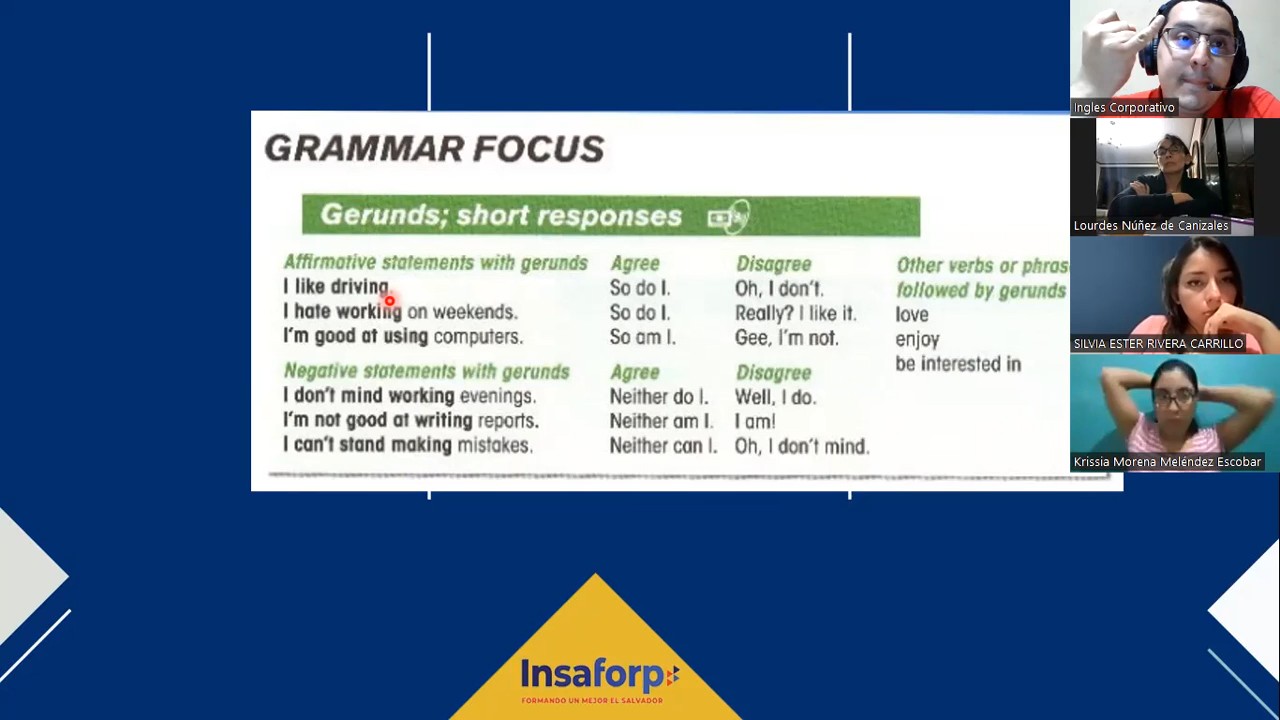 GRAMMAR FOCUS
Gerunds; short responses
Affirmative statements with gerunds Agree Disagree Other verbs or
I like driving. So do I. Oh, I don't. followed by gerunds
I hate working on weekends. So do I. Really? I like it. love
I'm good at using computers. So am I. Gee, I'm not. enjoy
Negative statements with gerunds Agree Disagree be interested in
I don't mind working evenings. Neither do I. Well, I do.
I'm not good at writing reports. Neither am I. I am!
I can't stand making mistakes. Neither can I. Oh, I don't mind.
Insaforp
FORMANDO UN MEJOR EL SALVADOR
Ingles Corporativo
Lourdes Núñez de Canizales
SILVIA ESTER RIVERA CARRILLO
Krissia Morena Meléndez Escobar